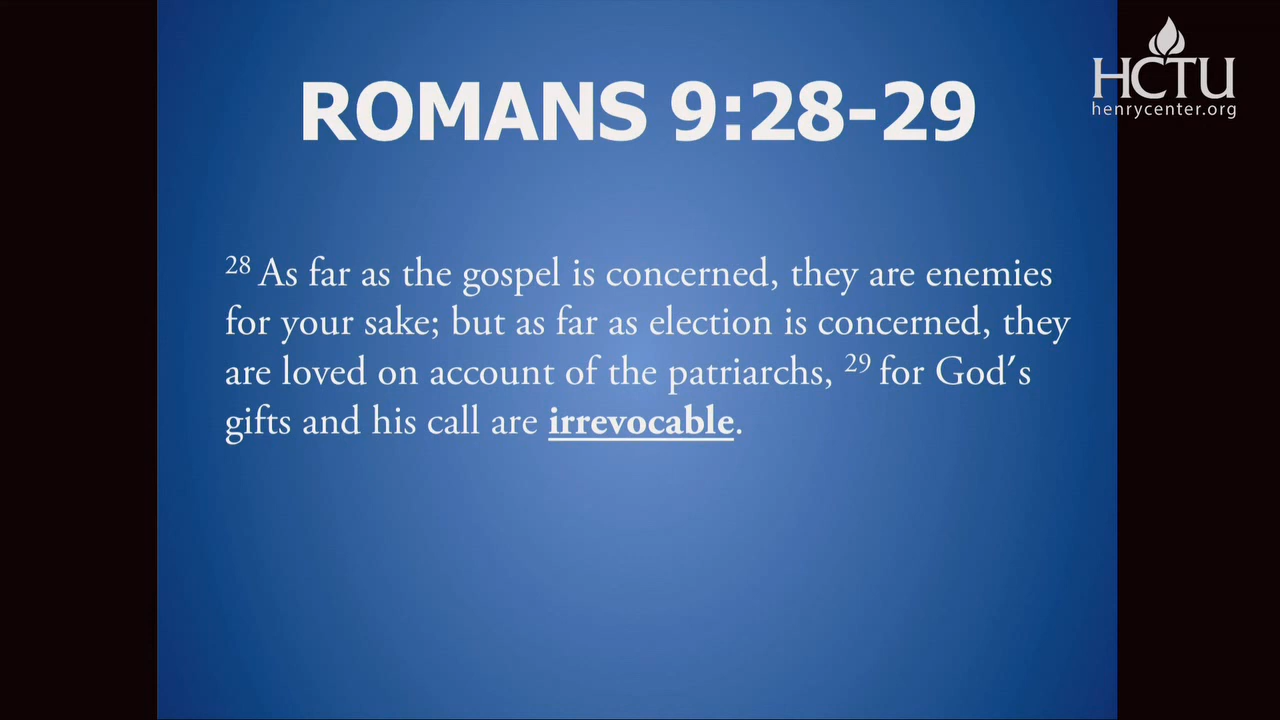 ROMANS 9:28-29
HCTU
henrycenter.org
28 As far as the gospel is concerned, they are enemies
for your sake; but as far as election is concerned, they
are loved on account of the patriarchs, 29 for God′s
gifts and his call are irrevocable.